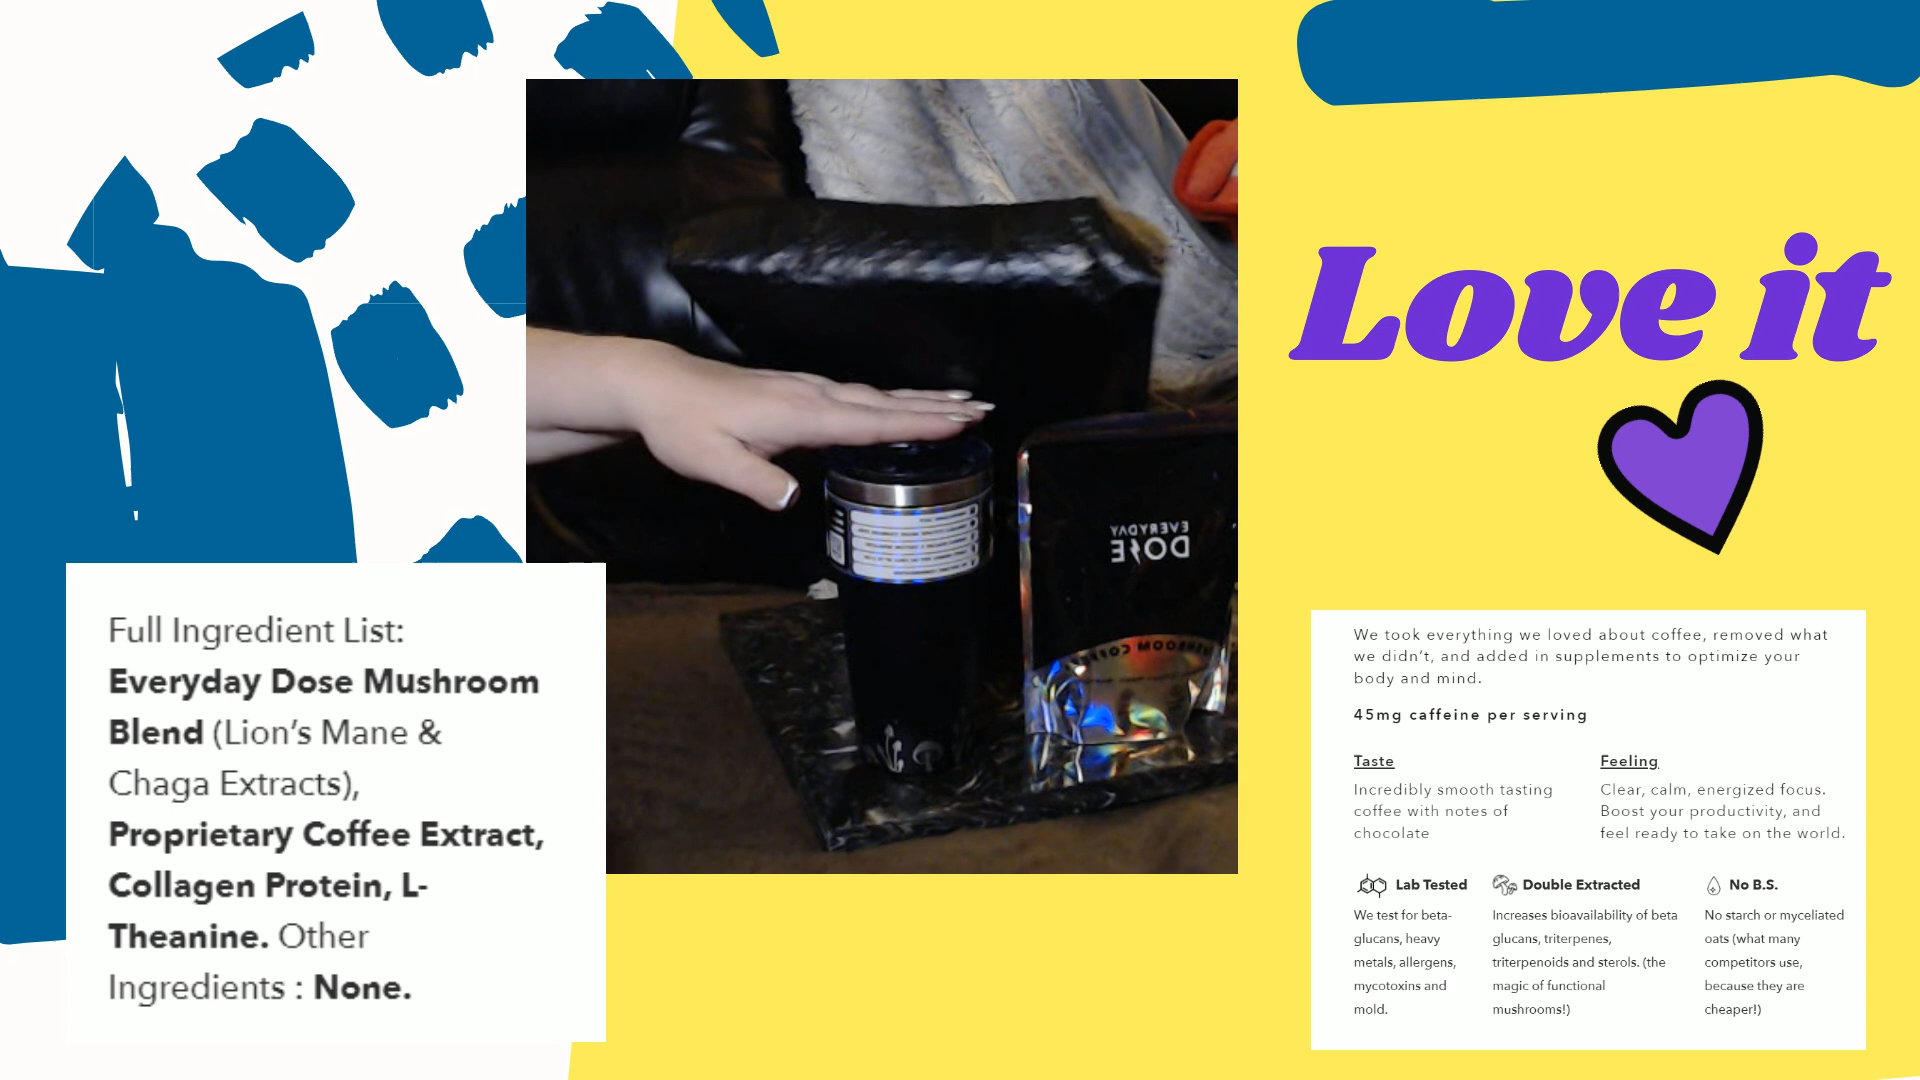 Love it
EVERYDAY
DOSE
MUSHROOM COFFEE
Full Ingredient List:
Everyday Dose Mushroom
Blend (Lion’s Mane &
Chaga Extracts),
Proprietary Coffee Extract,
Collagen Protein, L-
Theanine. Other
Ingredients : None.
We took everything we loved about coffee, removed what
we didn’t, and added in supplements to optimize your
body and mind.
45mg caffeine per serving
Taste
Incredibly smooth tasting
coffee with notes of
chocolate
Feeling
Clear, calm, energized focus.
Boost your productivity, and
feel ready to take on the world.
Lab Tested
We test for beta-
glucans, heavy
metals, allergens,
mycotoxins and
mold.
Double Extracted
Increases bioavailability of beta
glucans, triterpenes,
triterpenoids and sterols. (the
magic of functional
mushrooms!)
No B.S.
No starch or myceliated
oats (what many
competitors use,
because they are
cheaper!)